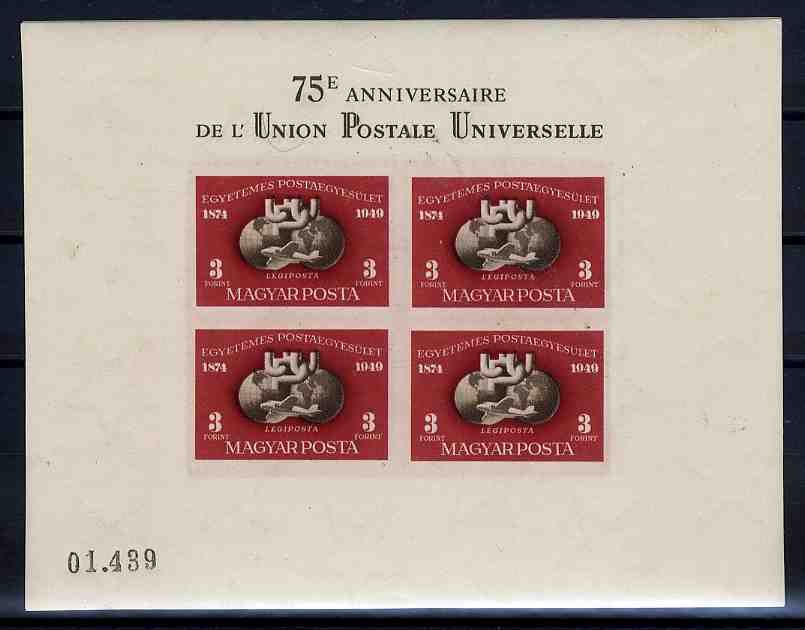 75E ANNIVERSAIRE
DE L' UNION POSTALE UNIVERSELLE
EGYETEMES POSTAEGYESÜLET
1874 1949
LÉGIPOSTA
3 3
FORINT FORINT
MAGYAR POSTA
EGYETEMES POSTAEGYESÜLET
1874 1949
LÉGIPOSTA
3 3
FORINT FORINT
MAGYAR POSTA
EGYETEMES POSTAEGYESÜLET
1874 1949
LÉGIPOSTA
3 3
FORINT FORINT
MAGYAR POSTA
EGYETEMES POSTAEGYESÜLET
1874 1949
LÉGIPOSTA
3 3
FORINT FORINT
MAGYAR POSTA
01.439